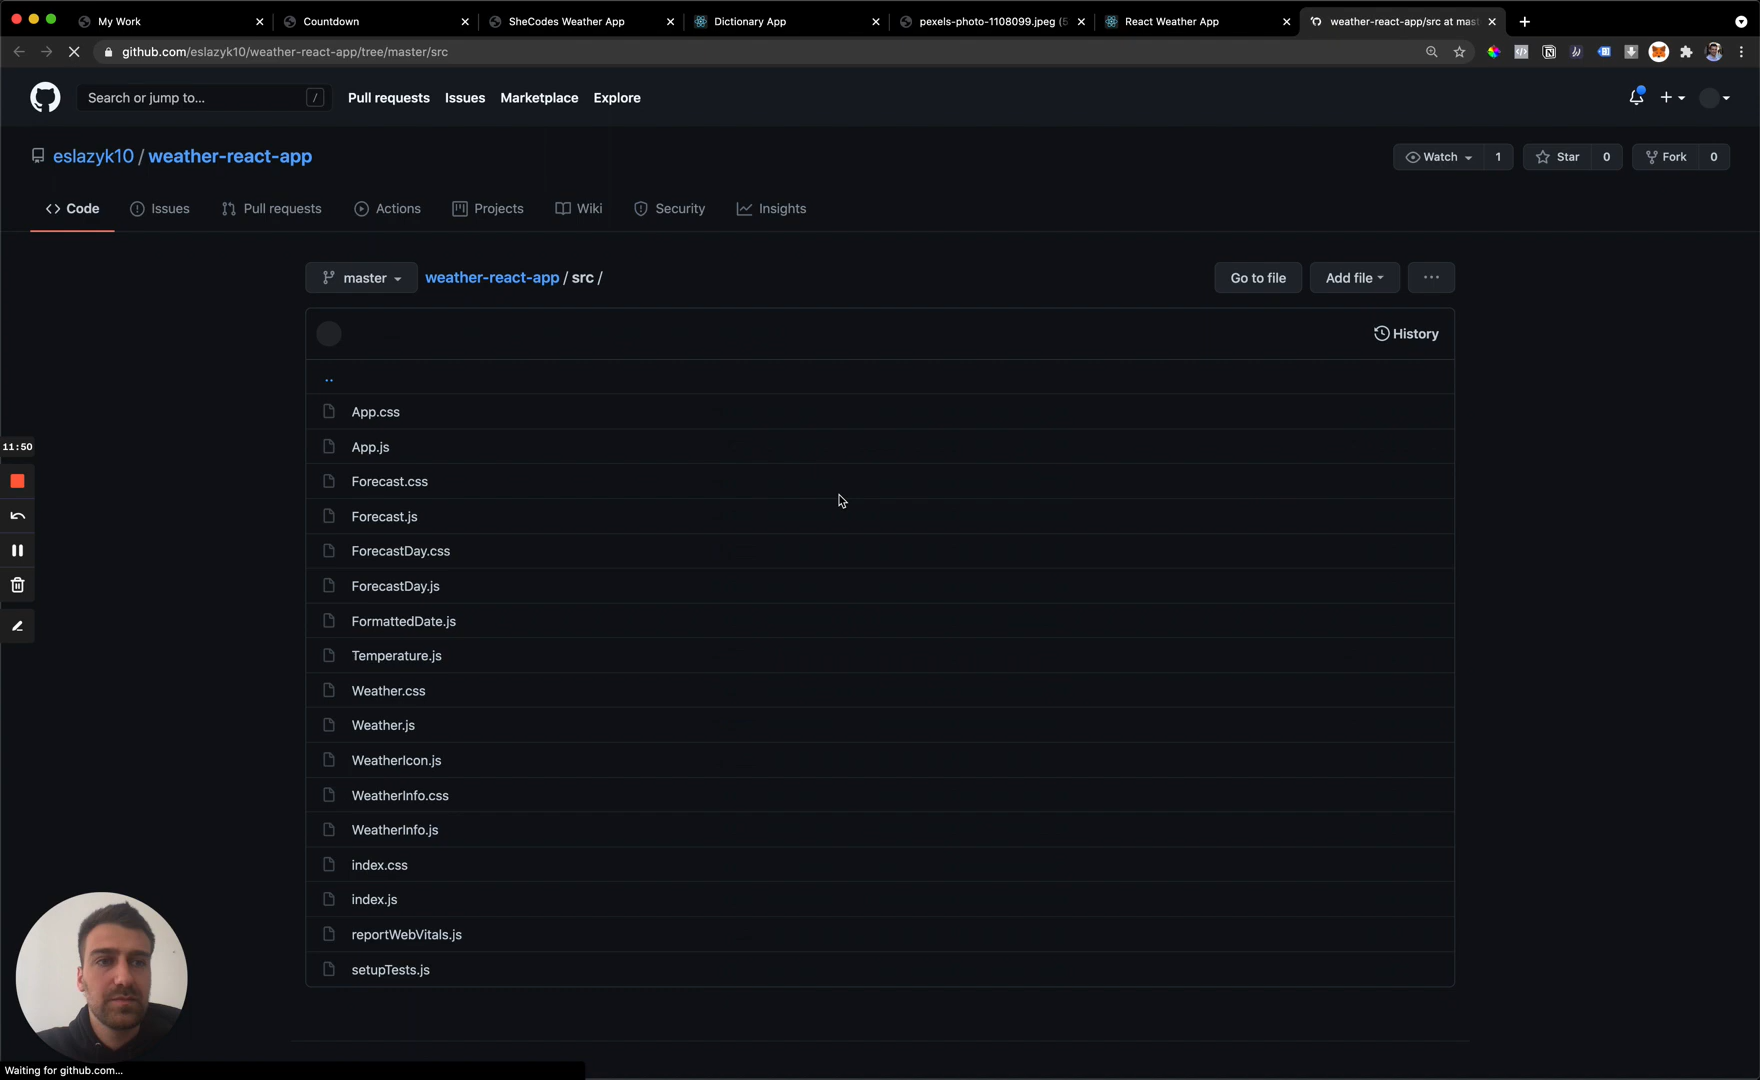 My Work
Countdown
SheCodes Weather App
Dictionary App
pexels-photo-1108099.jpeg (5
React Weather App
weather-react-app/src at mast
github.com/eslazyk10/weather-react-app/tree/master/src
Search or jump to... /
Pull requests
Issues
Marketplace
Explore
eslazyk10 / weather-react-app
Watch 1
Star 0
Fork 0
Code
Issues
Pull requests
Actions
Projects
Wiki
Security
Insights
master
weather-react-app / src /
Go to file
Add file
...
History
..
App.css
App.js
11:50
Forecast.css
Forecast.js
ForecastDay.css
ForecastDay.js
FormattedDate.js
Temperature.js
Weather.css
Weather.js
WeatherIcon.js
WeatherInfo.css
WeatherInfo.js
index.css
index.js
reportWebVitals.js
setupTests.js
Waiting for github.com...